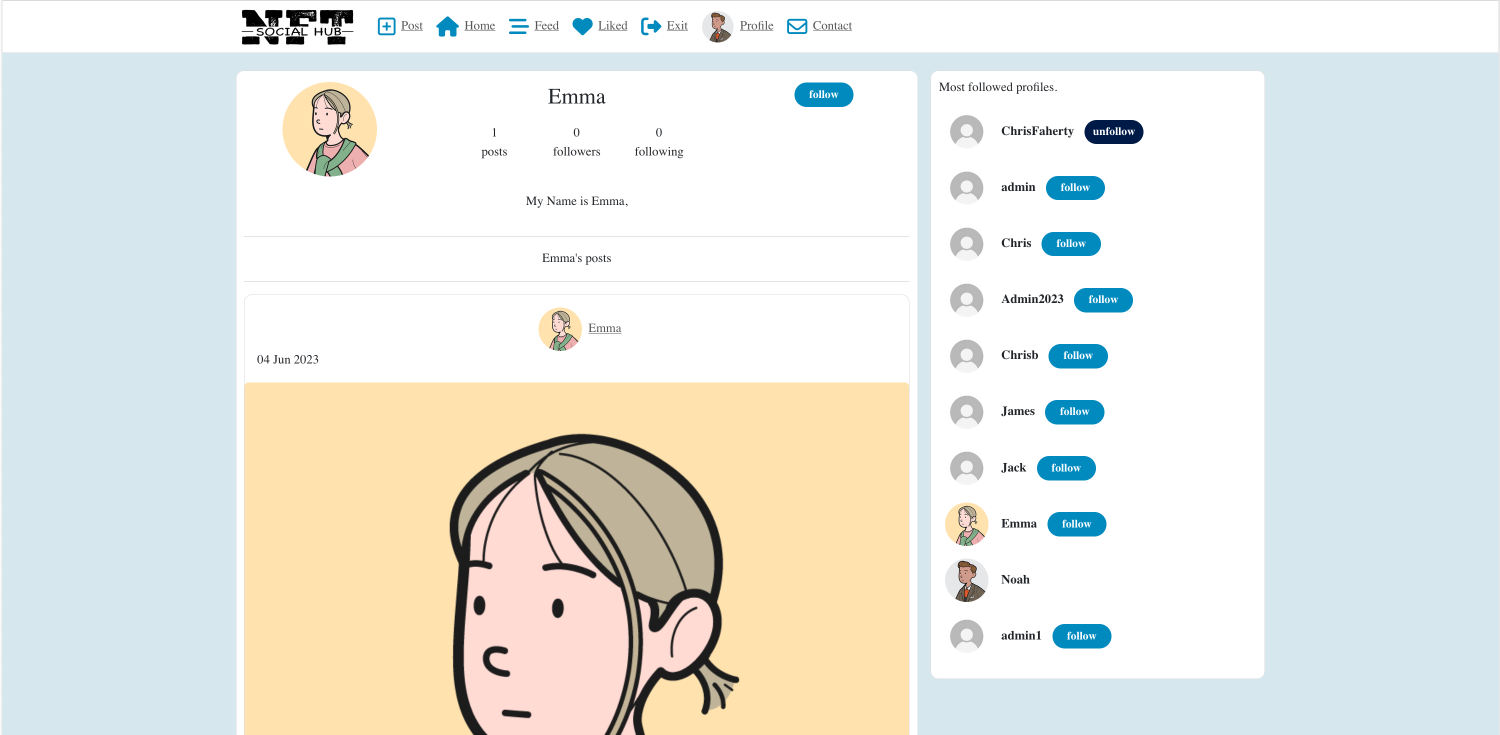 NFT
SOCIAL HUB
Post Home Feed Liked Exit Profile Contact
Emma
follow
1 0 0
posts followers following
My Name is Emma,
Emma's posts
Emma
04 Jun 2023
Most followed profiles.
ChrisFaherty unfollow
admin follow
Chris follow
Admin2023 follow
Chrisb follow
James follow
Jack follow
Emma follow
Noah
admin1 follow